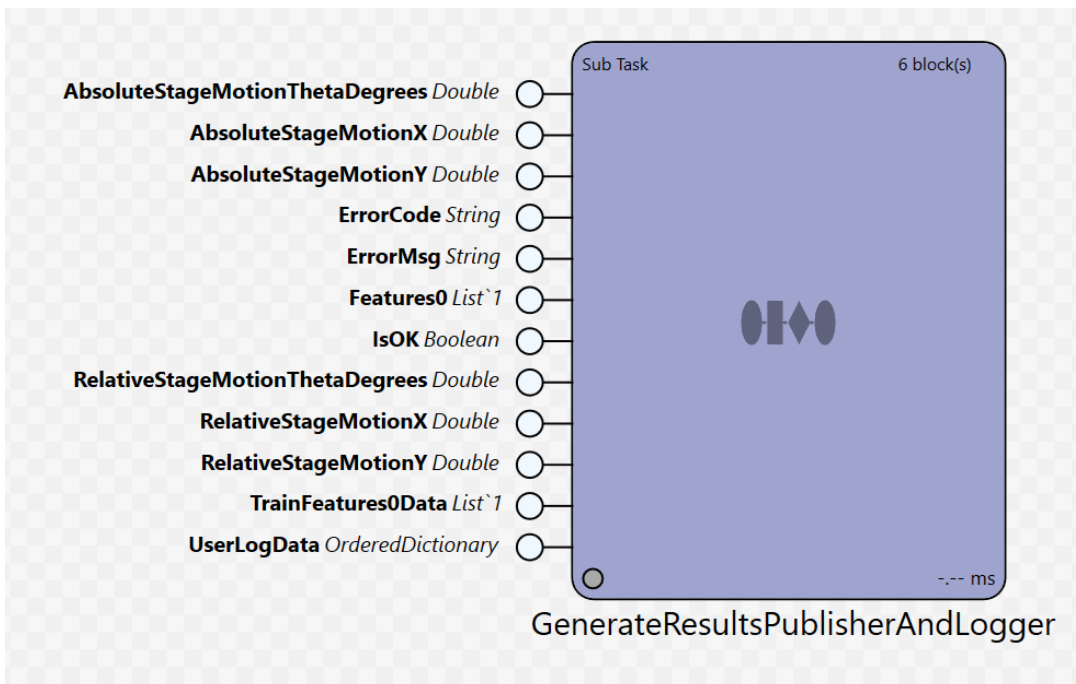 Sub Task 6 block(s)
AbsoluteStageMotionThetaDegrees Double
AbsoluteStageMotionX Double
AbsoluteStageMotionY Double
ErrorCode String
ErrorMsg String
Features0 List`1
IsOK Boolean
RelativeStageMotionThetaDegrees Double
RelativeStageMotionX Double
RelativeStageMotionY Double
TrainFeatures0Data List`1
UserLogData OrderedDictionary
-.-- ms
GenerateResultsPublisherAndLogger